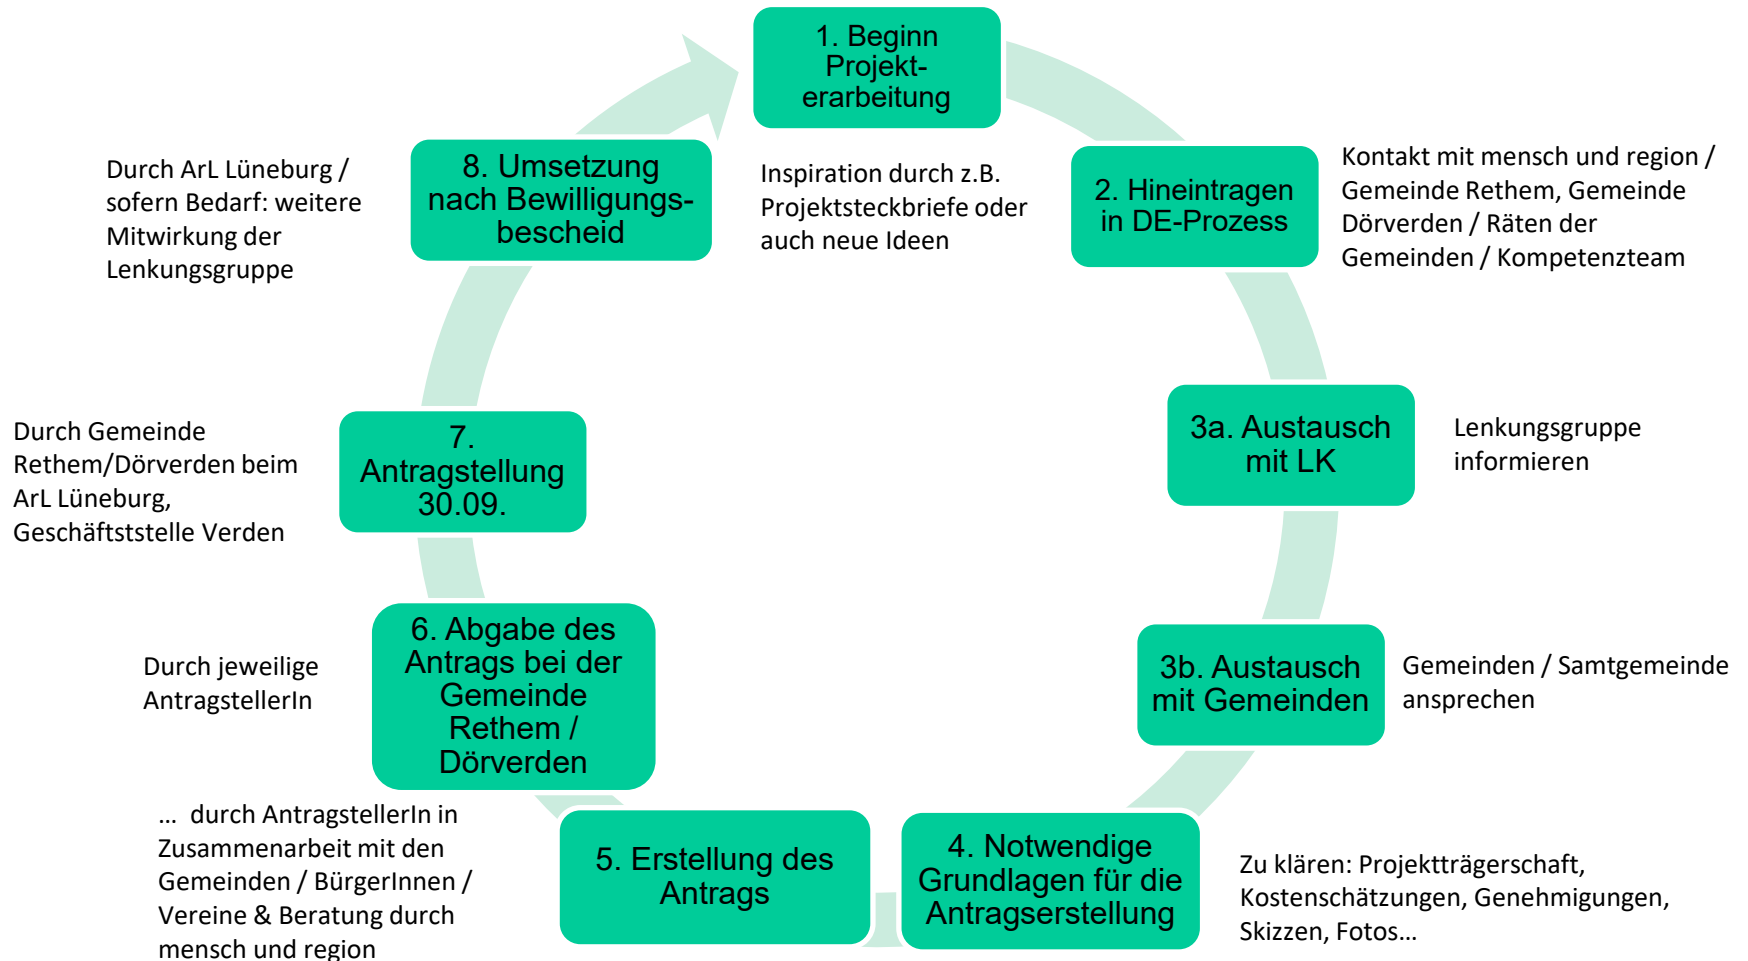 1. Beginn
Projekt-
erarbeitung
Inspiration durch z.B.
Projektsteckbriefe oder
auch neue Ideen
2. Hineintragen
in DE-Prozess
Kontakt mit mensch und region /
Gemeinde Rethem, Gemeinde
Dörverden / Räten der
Gemeinden / Kompetenzteam
3a. Austausch
mit LK
Lenkungsgruppe
informieren
3b. Austausch
mit Gemeinden
Gemeinden / Samtgemeinde
ansprechen
4. Notwendige
Grundlagen für die
Antragserstellung
Zu klären: Projektträgerschaft,
Kostenschätzungen, Genehmigungen,
Skizzen, Fotos…
5. Erstellung des
Antrags
… durch AntragstellerIn in
Zusammenarbeit mit den
Gemeinden / BürgerInnen /
Vereine & Beratung durch
mensch und region
6. Abgabe des
Antrags bei der
Gemeinde
Rethem /
Dörverden
Durch jeweilige
AntragstellerIn
7.
Antragstellung
30.09.
Durch Gemeinde
Rethem/Dörverden beim
ArL Lüneburg,
Geschäftststelle Verden
8. Umsetzung
nach Bewilligungs-
bescheid
Durch ArL Lüneburg /
sofern Bedarf: weitere
Mitwirkung der
Lenkungsgruppe